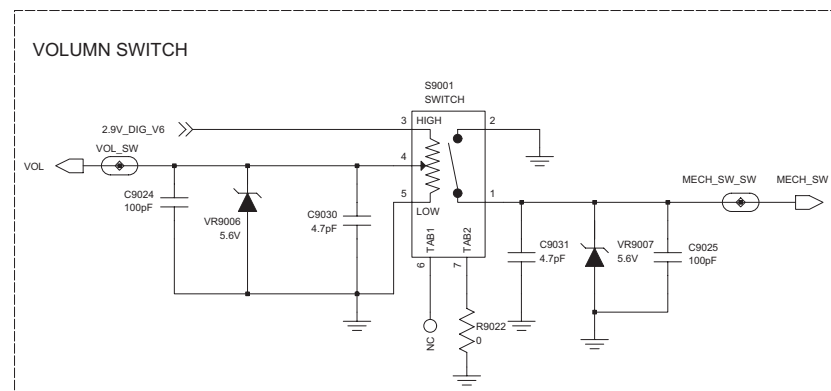 VOLUMN SWITCH
S9001
SWITCH
3 HIGH 2
2.9V_DIG_V6
VOL_SW
VOL
4
5
LOW
1
MECH_SW_SW
MECH_SW
C9024
100pF
VR9006
5.6V
C9030
4.7pF
TAB1
TAB2
6
7
C9031
4.7pF
VR9007
5.6V
C9025
100pF
NC
R9022
0